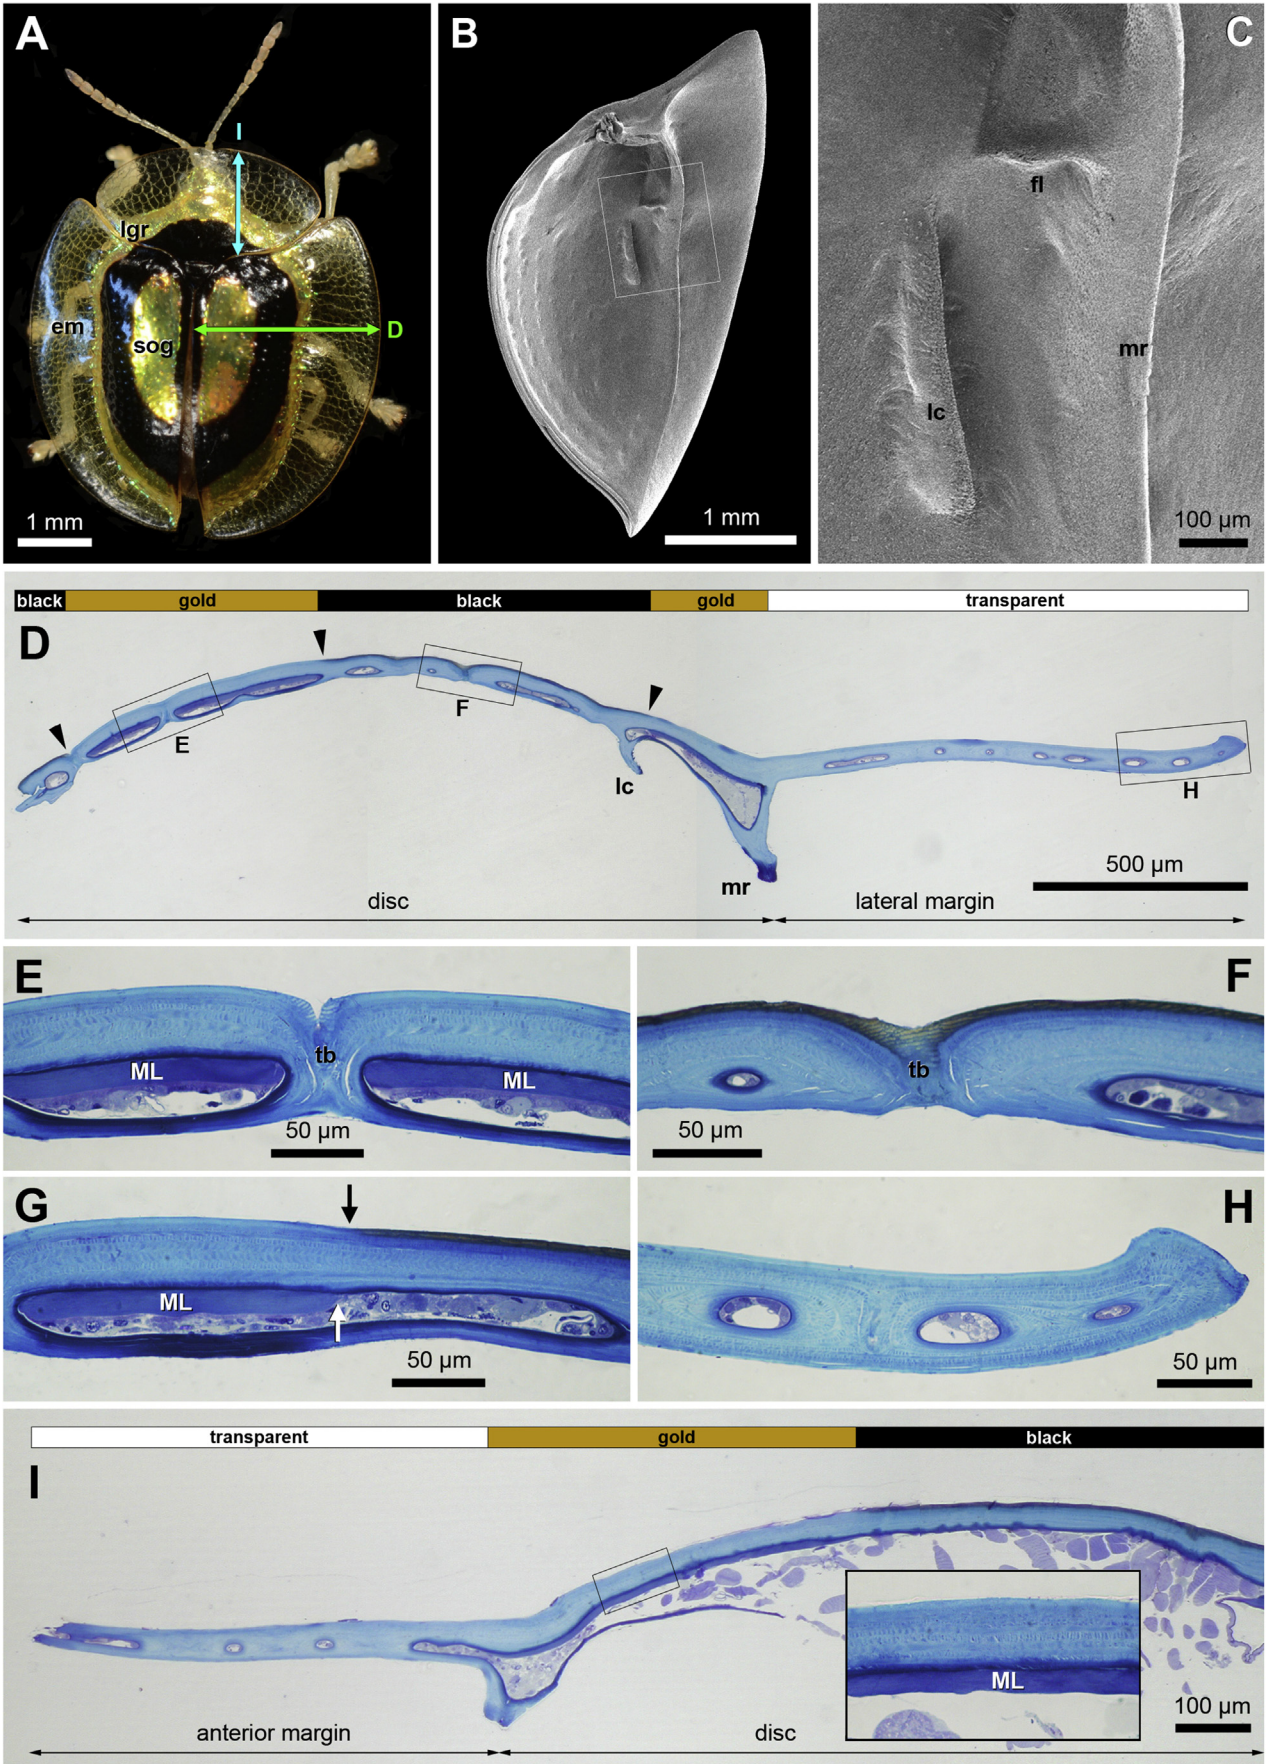 A
I
lgr
em
sog
D
1 mm
B
1 mm
C
fl
mr
lc
100 µm
black gold black gold transparent
D
E
F
lc
mr
H
500 µm
disc
lateral margin
E
tb
ML
ML
50 µm
F
tb
50 µm
G
ML
50 µm
H
50 µm
transparent gold black
I
ML
100 µm
anterior margin
disc